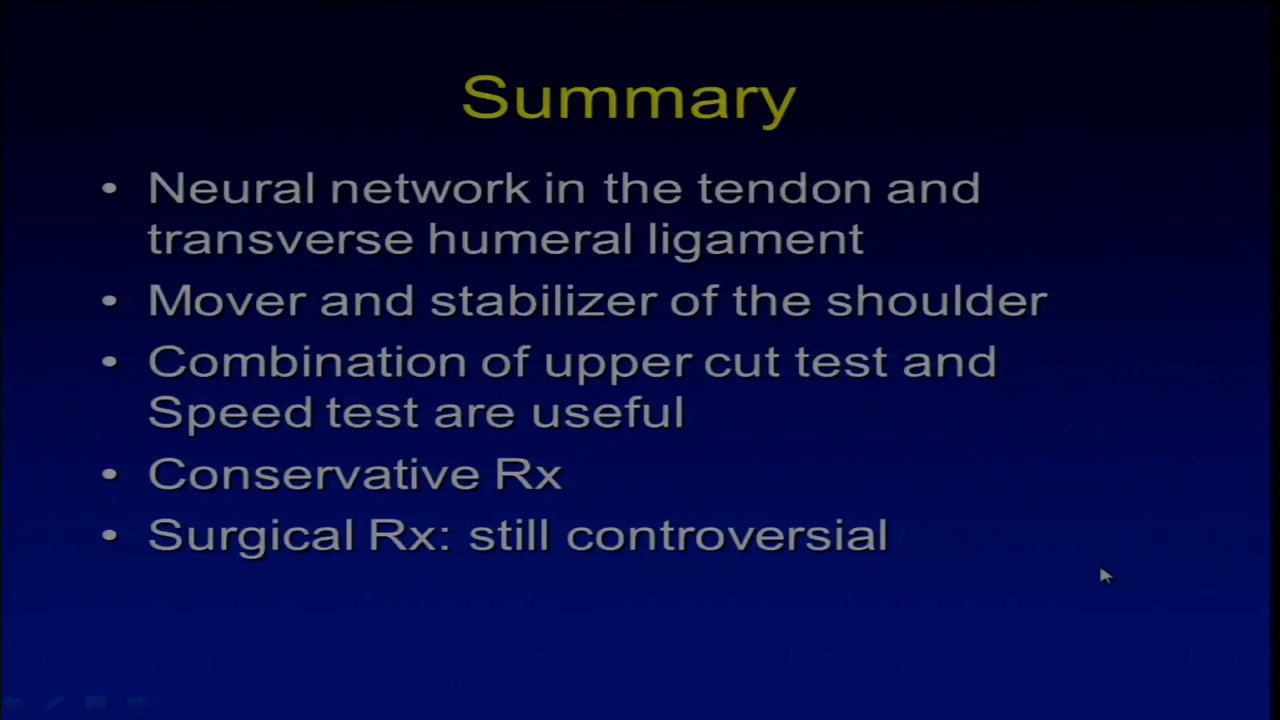 Summary
• Neural network in the tendon and
transverse humeral ligament
• Mover and stabilizer of the shoulder
• Combination of upper cut test and
Speed test are useful
• Conservative Rx
• Surgical Rx: still controversial